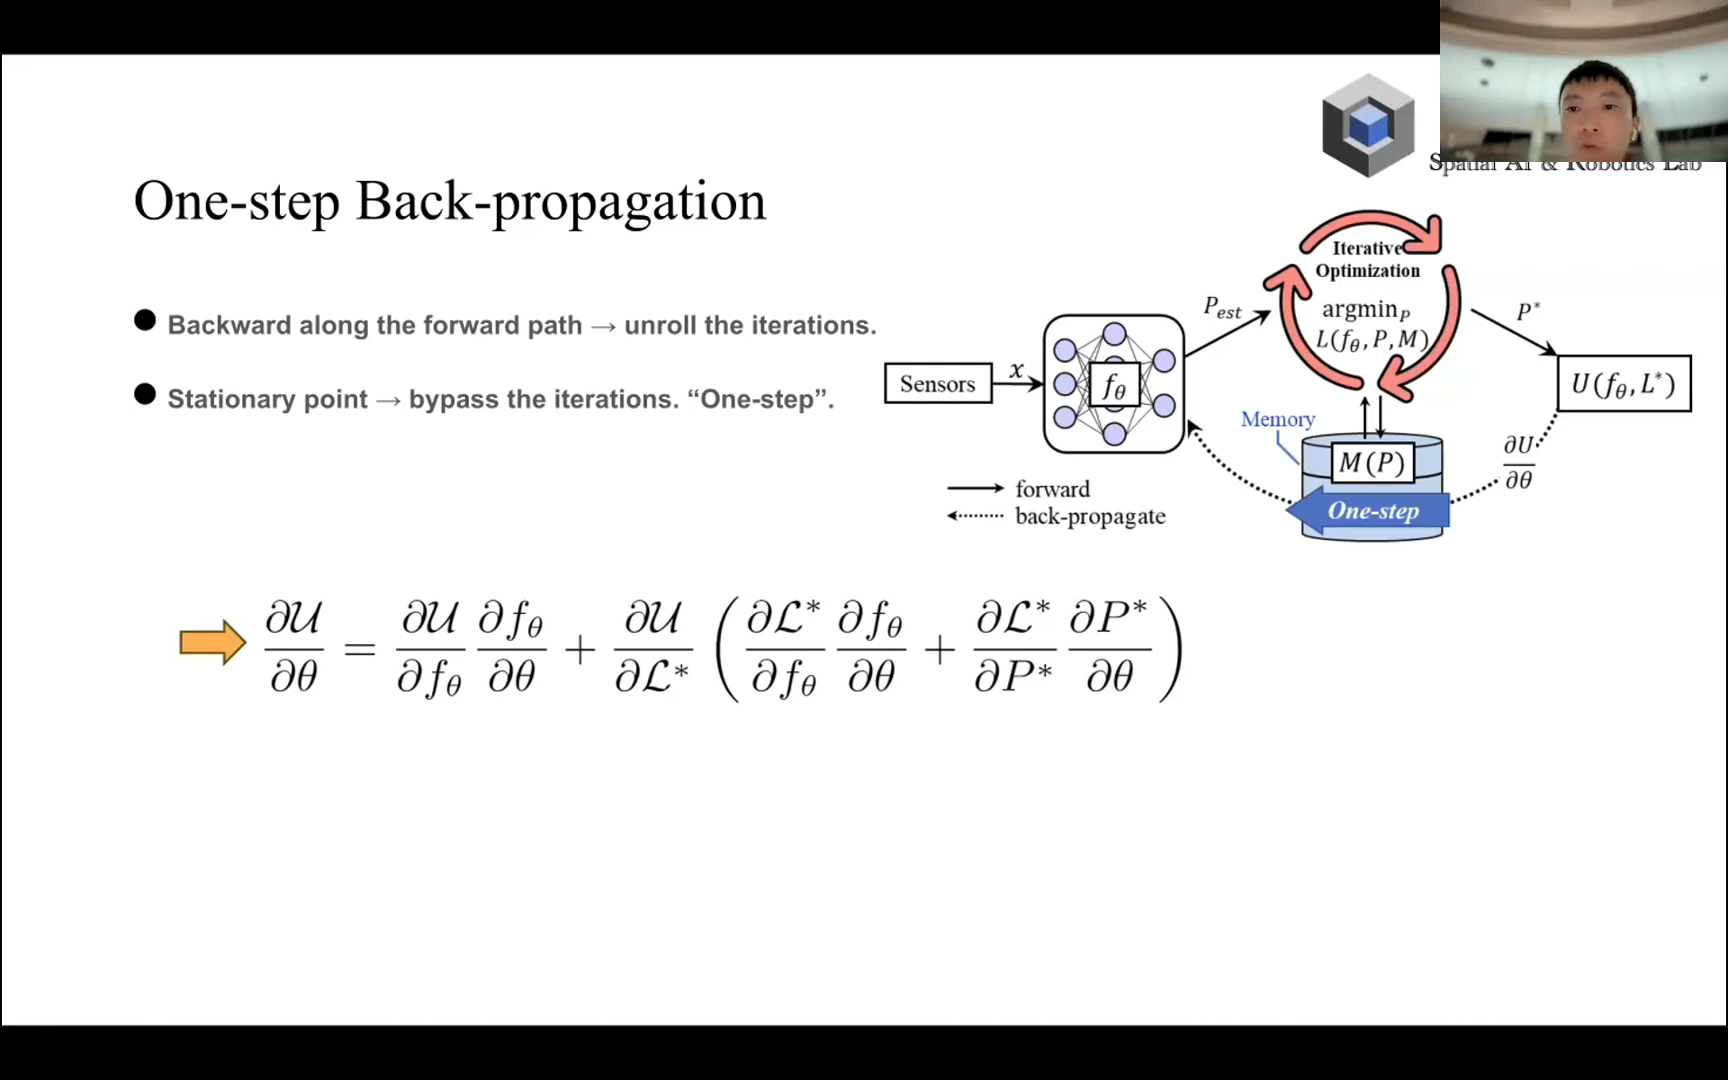 Spatial AI & Robotics Lab
One-step Back-propagation
Backward along the forward path → unroll the iterations.
Stationary point → bypass the iterations. “One-step”.
Iterative
Optimization
argmin_P
L(f_θ, P, M)
P_est
P*
Sensors
x
f_θ
U(f_θ, L*)
Memory
M(P)
∂U/∂θ
One-step
forward
back-propagate
∂𝒰/∂θ = ∂𝒰/∂f_θ ∂f_θ/∂θ + ∂𝒰/∂ℒ* ( ∂ℒ*/∂f_θ ∂f_θ/∂θ + ∂ℒ*/∂P* ∂P*/∂θ )